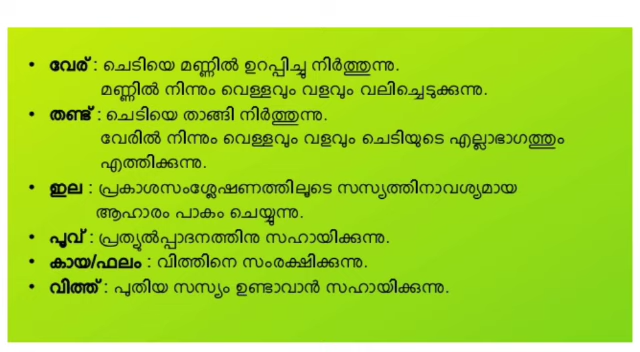 • വേര് : ചെടിയെ മണ്ണിൽ ഉറപ്പിച്ചു നിർത്തുന്നു.
മണ്ണിൽ നിന്നും വെള്ളവും വളവും വലിച്ചെടുക്കുന്നു.
• തണ്ട് : ചെടിയെ താങ്ങി നിർത്തുന്നു.
വേരിൽ നിന്നും വെള്ളവും വളവും ചെടിയുടെ എല്ലാഭാഗത്തും
എത്തിക്കുന്നു.
• ഇല : പ്രകാശസംശ്ലേഷണത്തിലൂടെ സസ്യത്തിനാവശ്യമായ
ആഹാരം പാകം ചെയ്യുന്നു.
• പൂവ് : പ്രത്യുൽപ്പാദനത്തിനു സഹായിക്കുന്നു.
• കായ/ഫലം : വിത്തിനെ സംരക്ഷിക്കുന്നു.
• വിത്ത് : പുതിയ സസ്യം ഉണ്ടാവാൻ സഹായിക്കുന്നു.